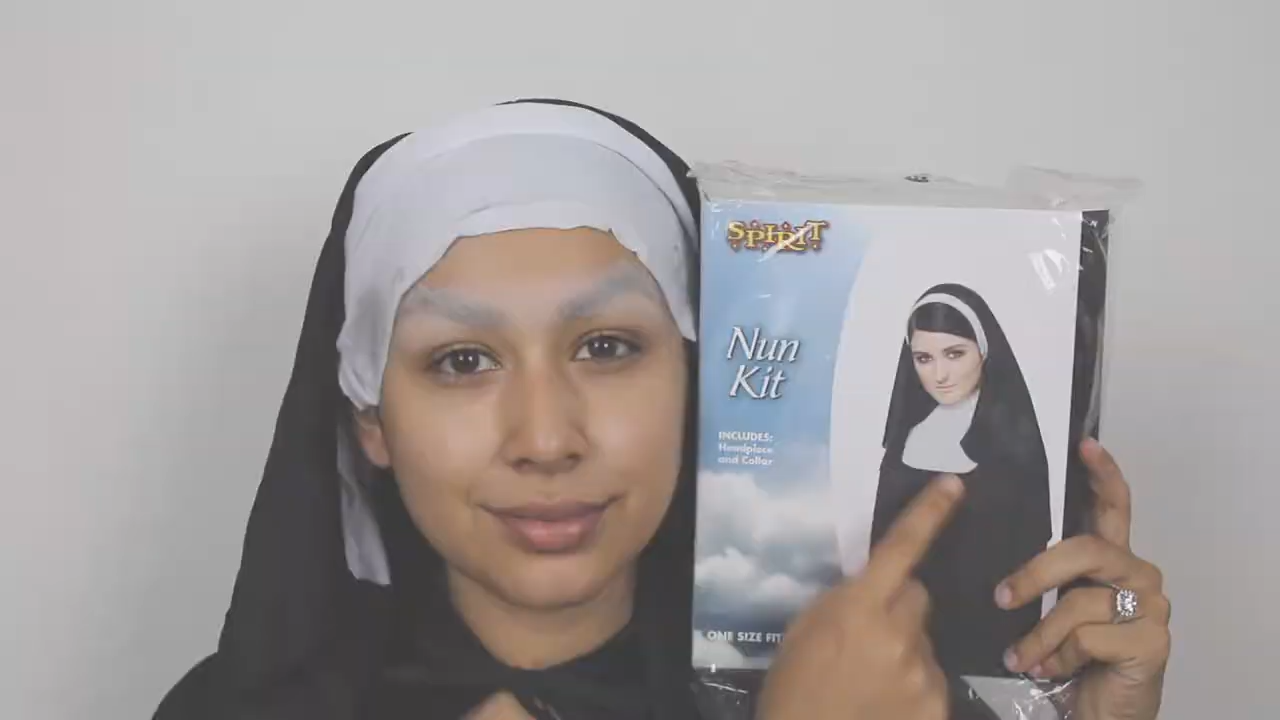 SPIRIT
Nun
Kit
INCLUDES:
Headpiece
and Collar
ONE SIZE FIT